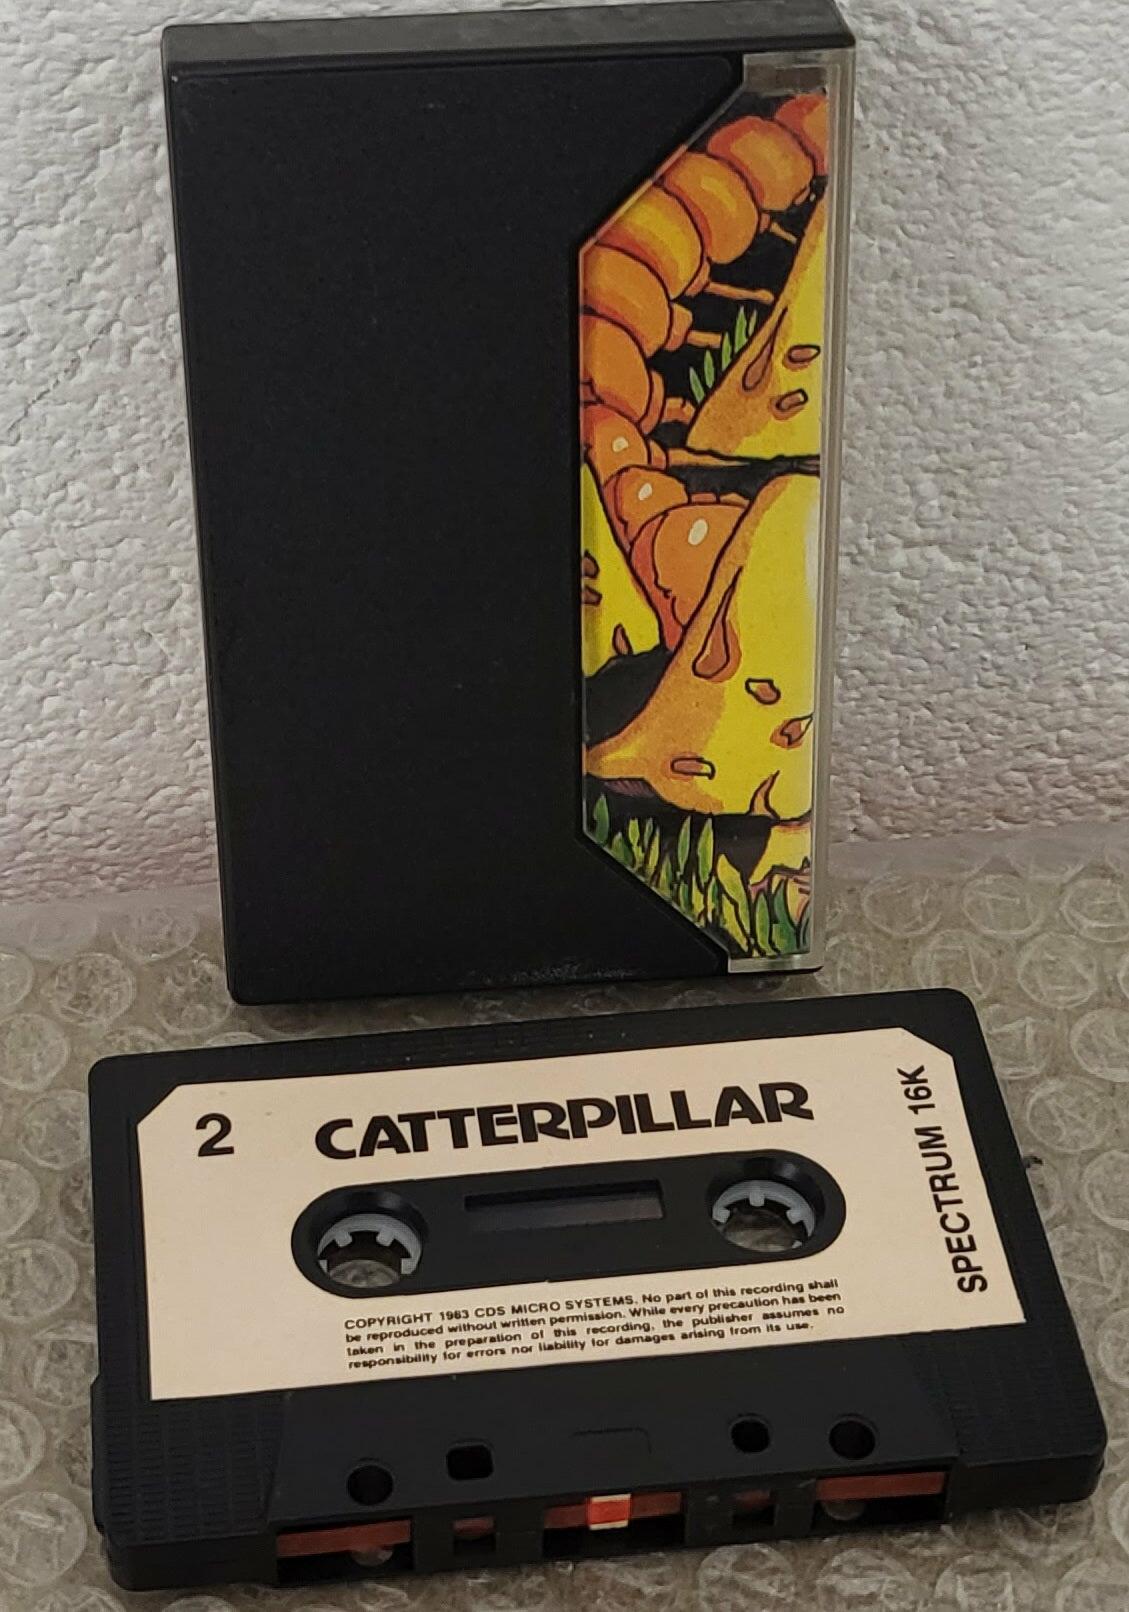 2
CATTERPILLAR
SPECTRUM 16K
COPYRIGHT 1983 CDS MICRO SYSTEMS. No part of this recording shall
be reproduced without written permission. While every precaution has been
taken in the preparation of this recording, the publisher assumes no
responsibility for errors nor liability for damages arising from its use.